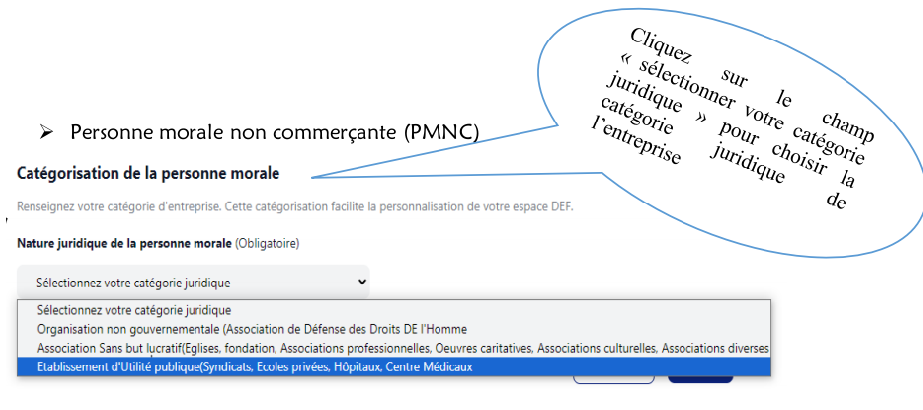 Cliquez sur le champ
« sélectionner votre catégorie
juridique » pour choisir la
catégorie juridique de
l'entreprise
➢ Personne morale non commerçante (PMNC)
Catégorisation de la personne morale
Renseignez votre catégorie d'entreprise. Cette catégorisation facilite la personnalisation de votre espace DEF.
Nature juridique de la personne morale (Obligatoire)
Sélectionnez votre catégorie juridique
Sélectionnez votre catégorie juridique
Organisation non gouvernementale (Association de Défense des Droits DE l'Homme
Association Sans but lucratif(Eglises, fondation, Associations professionnelles, Oeuvres caritatives, Associations culturelles, Associations diverses
Etablissement d'Utilité publique(Syndicats, Ecoles privées, Hôpitaux, Centre Médicaux